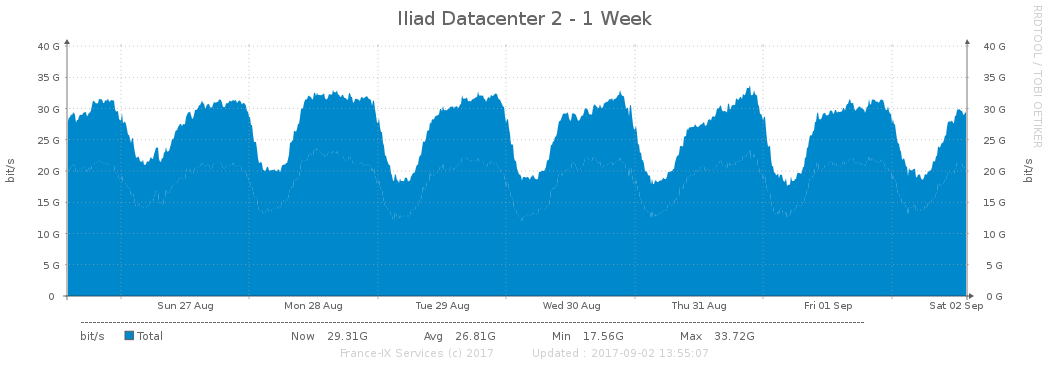 Iliad Datacenter 2 - 1 Week
RRDTOOL / TOBI OETIKER
40 G 40 G
35 G 35 G
30 G 30 G
25 G 25 G
20 G 20 G
15 G 15 G
10 G 10 G
5 G 5 G
0 0 G
bit/s bit/s
Sun 27 Aug Mon 28 Aug Tue 29 Aug Wed 30 Aug Thu 31 Aug Fri 01 Sep Sat 02 Sep
bit/s Total Now 29.31G Avg 26.81G Min 17.56G Max 33.72G
France-IX Services (c) 2017 Updated : 2017-09-02 13:55:07